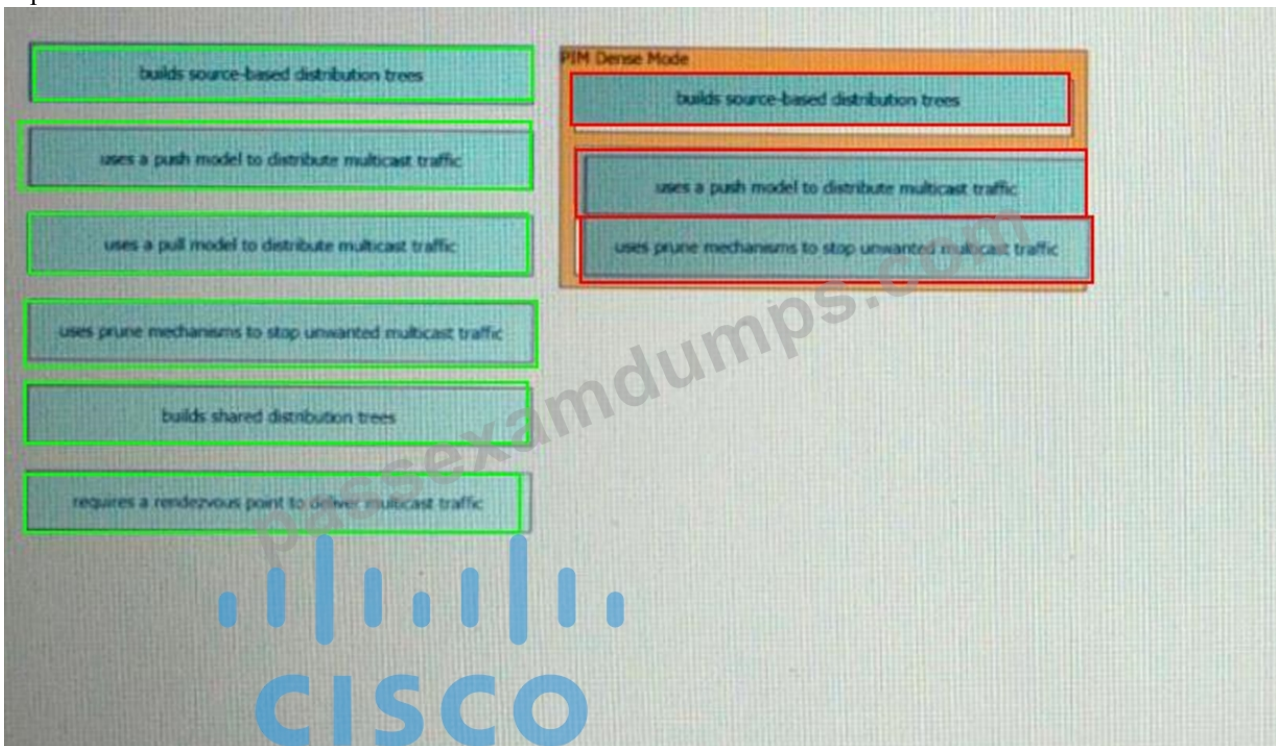 builds source-based distribution trees
uses a push model to distribute multicast traffic
uses a pull model to distribute multicast traffic
uses prune mechanisms to stop unwanted multicast traffic
builds shared distribution trees
requires a rendezvous point to deliver multicast traffic
PIM Dense Mode
builds source-based distribution trees
uses a push model to distribute multicast traffic
uses prune mechanisms to stop unwanted multicast traffic
passexamdumps.com
CISCO